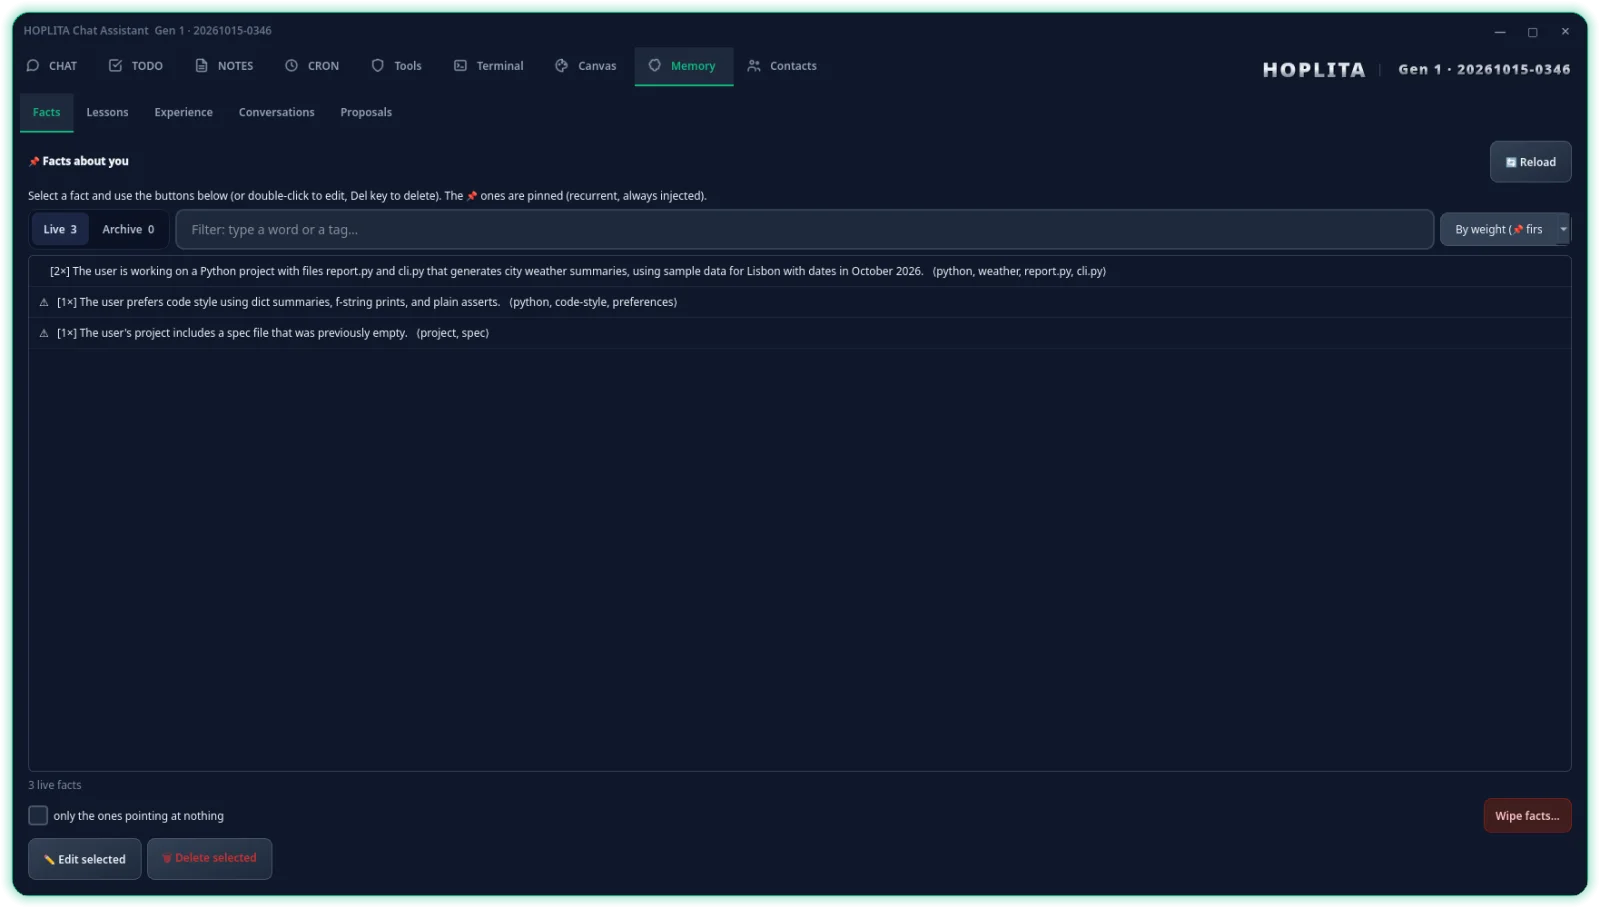 HOPLITA Chat Assistant Gen 1 · 20261015-0346
CHAT TODO NOTES CRON Tools Terminal Canvas Memory Contacts
HOPLITA | Gen 1 · 20261015-0346
Facts Lessons Experience Conversations Proposals
📌 Facts about you
Reload
Select a fact and use the buttons below (or double-click to edit, Del key to delete). The 📌 ones are pinned (recurrent, always injected).
Live 3 Archive 0 Filter: type a word or a tag... By weight (📌 firs
[2×] The user is working on a Python project with files report.py and cli.py that generates city weather summaries, using sample data for Lisbon with dates in October 2026. (python, weather, report.py, cli.py)
⚠ [1×] The user prefers code style using dict summaries, f-string prints, and plain asserts. (python, code-style, preferences)
⚠ [1×] The user's project includes a spec file that was previously empty. (project, spec)
3 live facts
only the ones pointing at nothing
Wipe facts...
Edit selected Delete selected